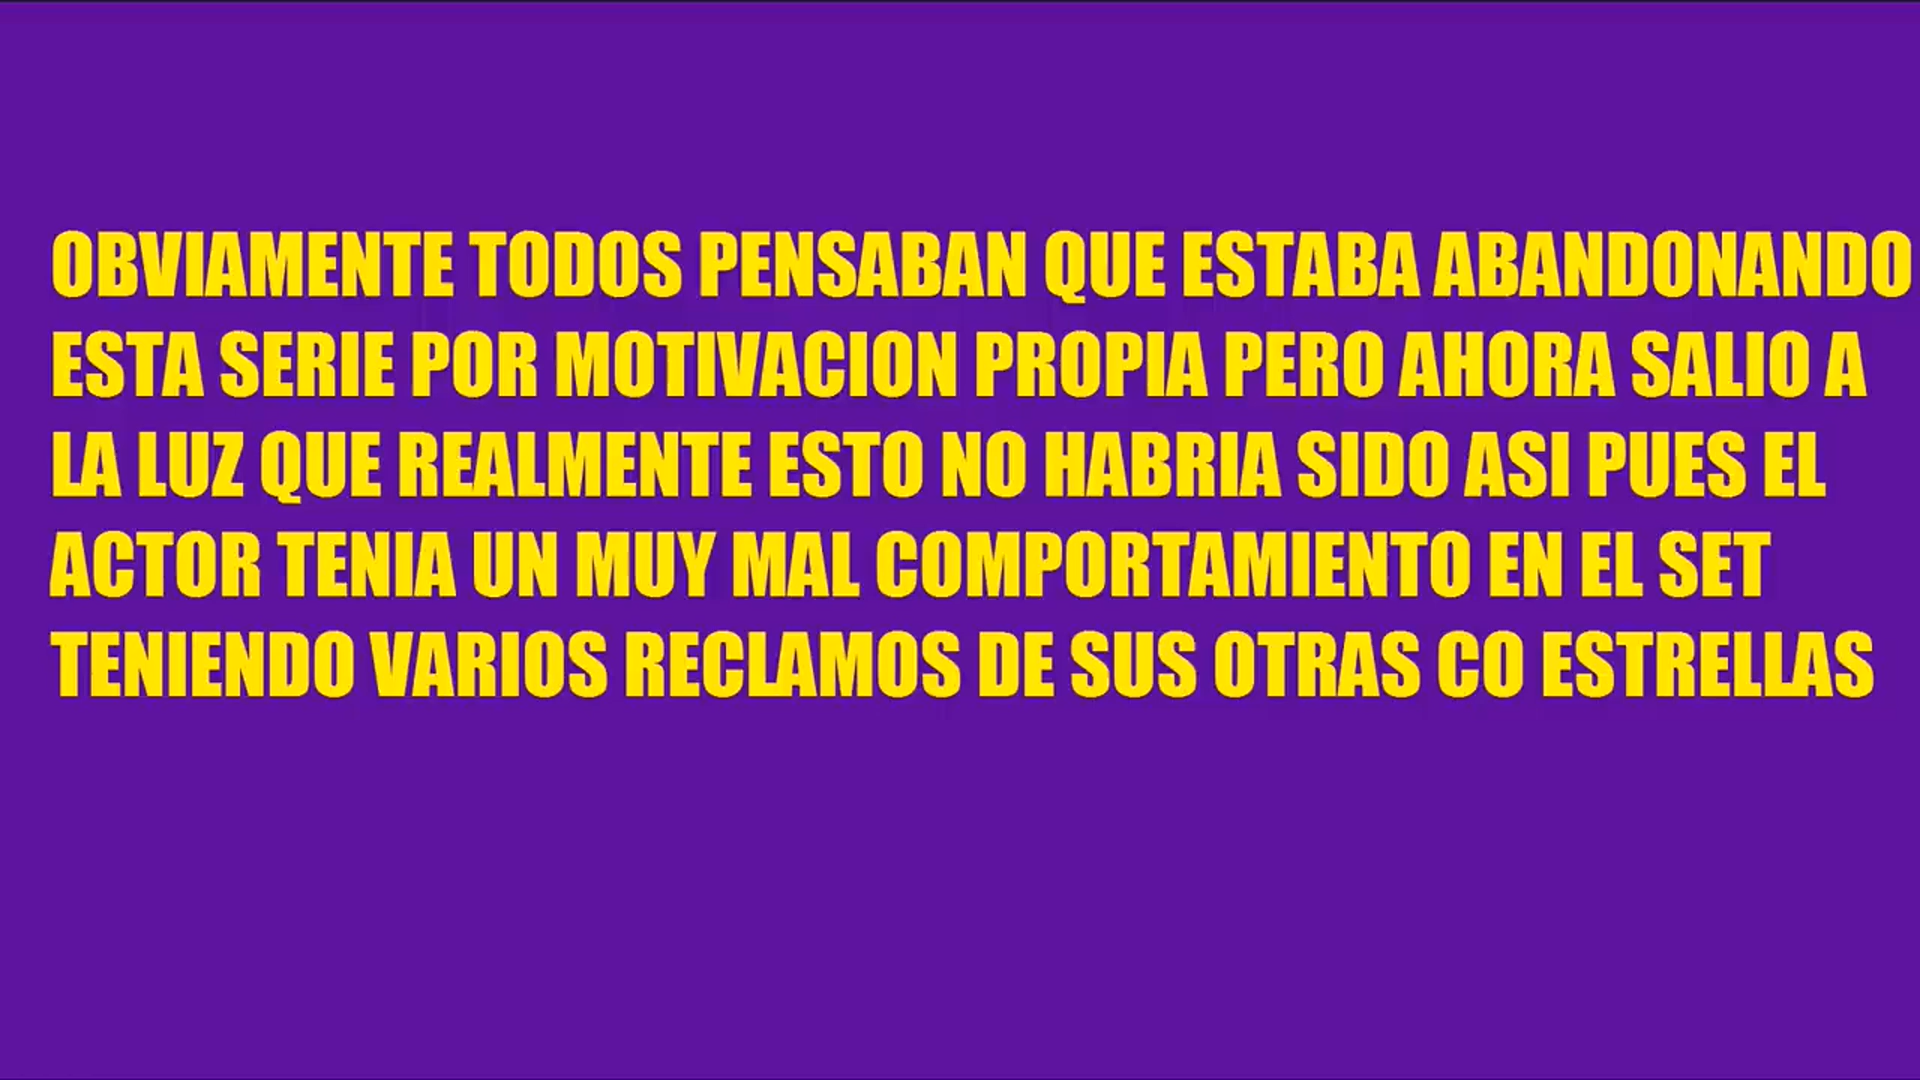 OBVIAMENTE TODOS PENSABAN QUE ESTABA ABANDONANDO
ESTA SERIE POR MOTIVACION PROPIA PERO AHORA SALIO A
LA LUZ QUE REALMENTE ESTO NO HABRIA SIDO ASI PUES EL
ACTOR TENIA UN MUY MAL COMPORTAMIENTO EN EL SET
TENIENDO VARIOS RECLAMOS DE SUS OTRAS CO ESTRELLAS